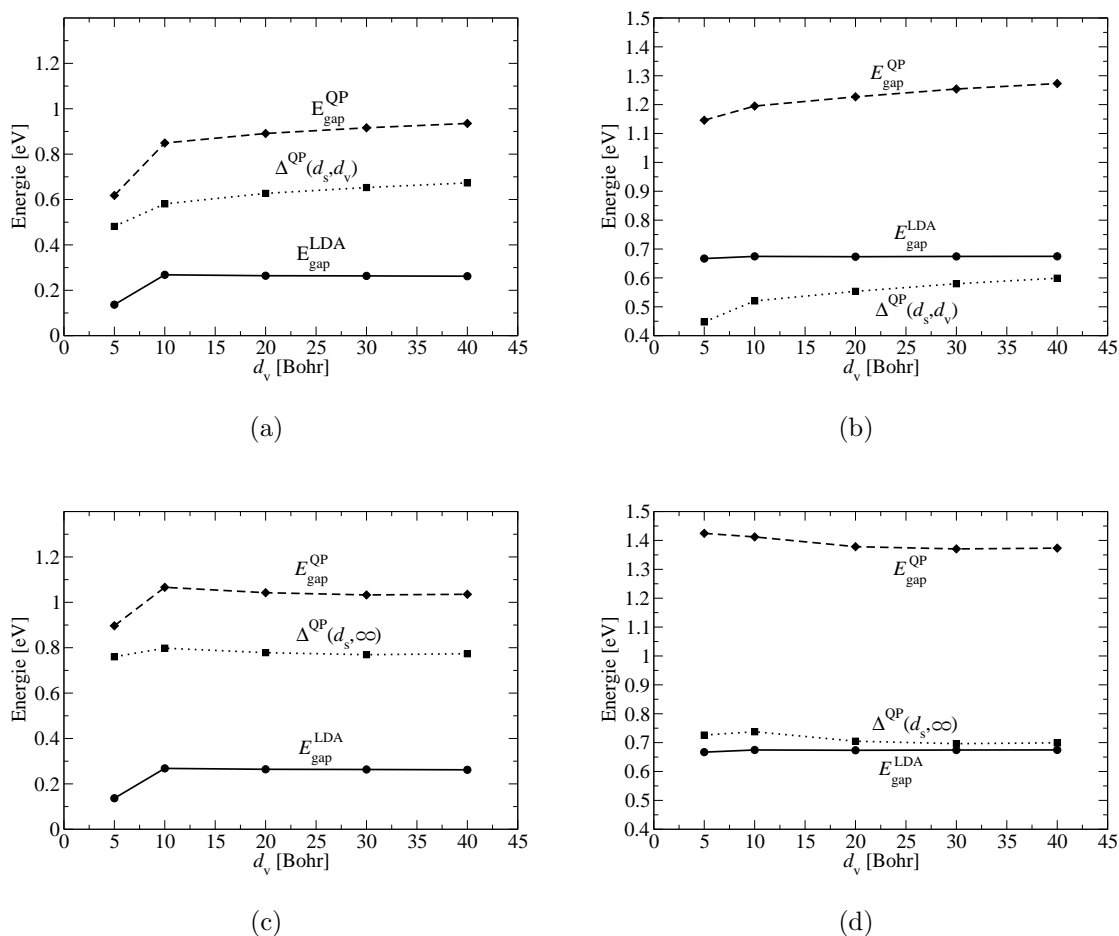 1.2
1
0.8
0.6
0.4
0.2
0
Energie [eV]
E_gap^QP
Δ^QP(d_s,d_v)
E_gap^LDA
0 5 10 15 20 25 30 35 40 45
d_v [Bohr]
(a)
1.5
1.4
1.3
1.2
1.1
1
0.9
0.8
0.7
0.6
0.5
0.4
Energie [eV]
E_gap^QP
E_gap^LDA
Δ^QP(d_s,d_v)
0 5 10 15 20 25 30 35 40 45
d_v [Bohr]
(b)
1.2
1
0.8
0.6
0.4
0.2
0
Energie [eV]
E_gap^QP
Δ^QP(d_s,∞)
E_gap^LDA
0 5 10 15 20 25 30 35 40 45
d_v [Bohr]
(c)
1.5
1.4
1.3
1.2
1.1
1
0.9
0.8
0.7
0.6
0.5
0.4
Energie [eV]
E_gap^QP
Δ^QP(d_s,∞)
E_gap^LDA
0 5 10 15 20 25 30 35 40 45
d_v [Bohr]
(d)